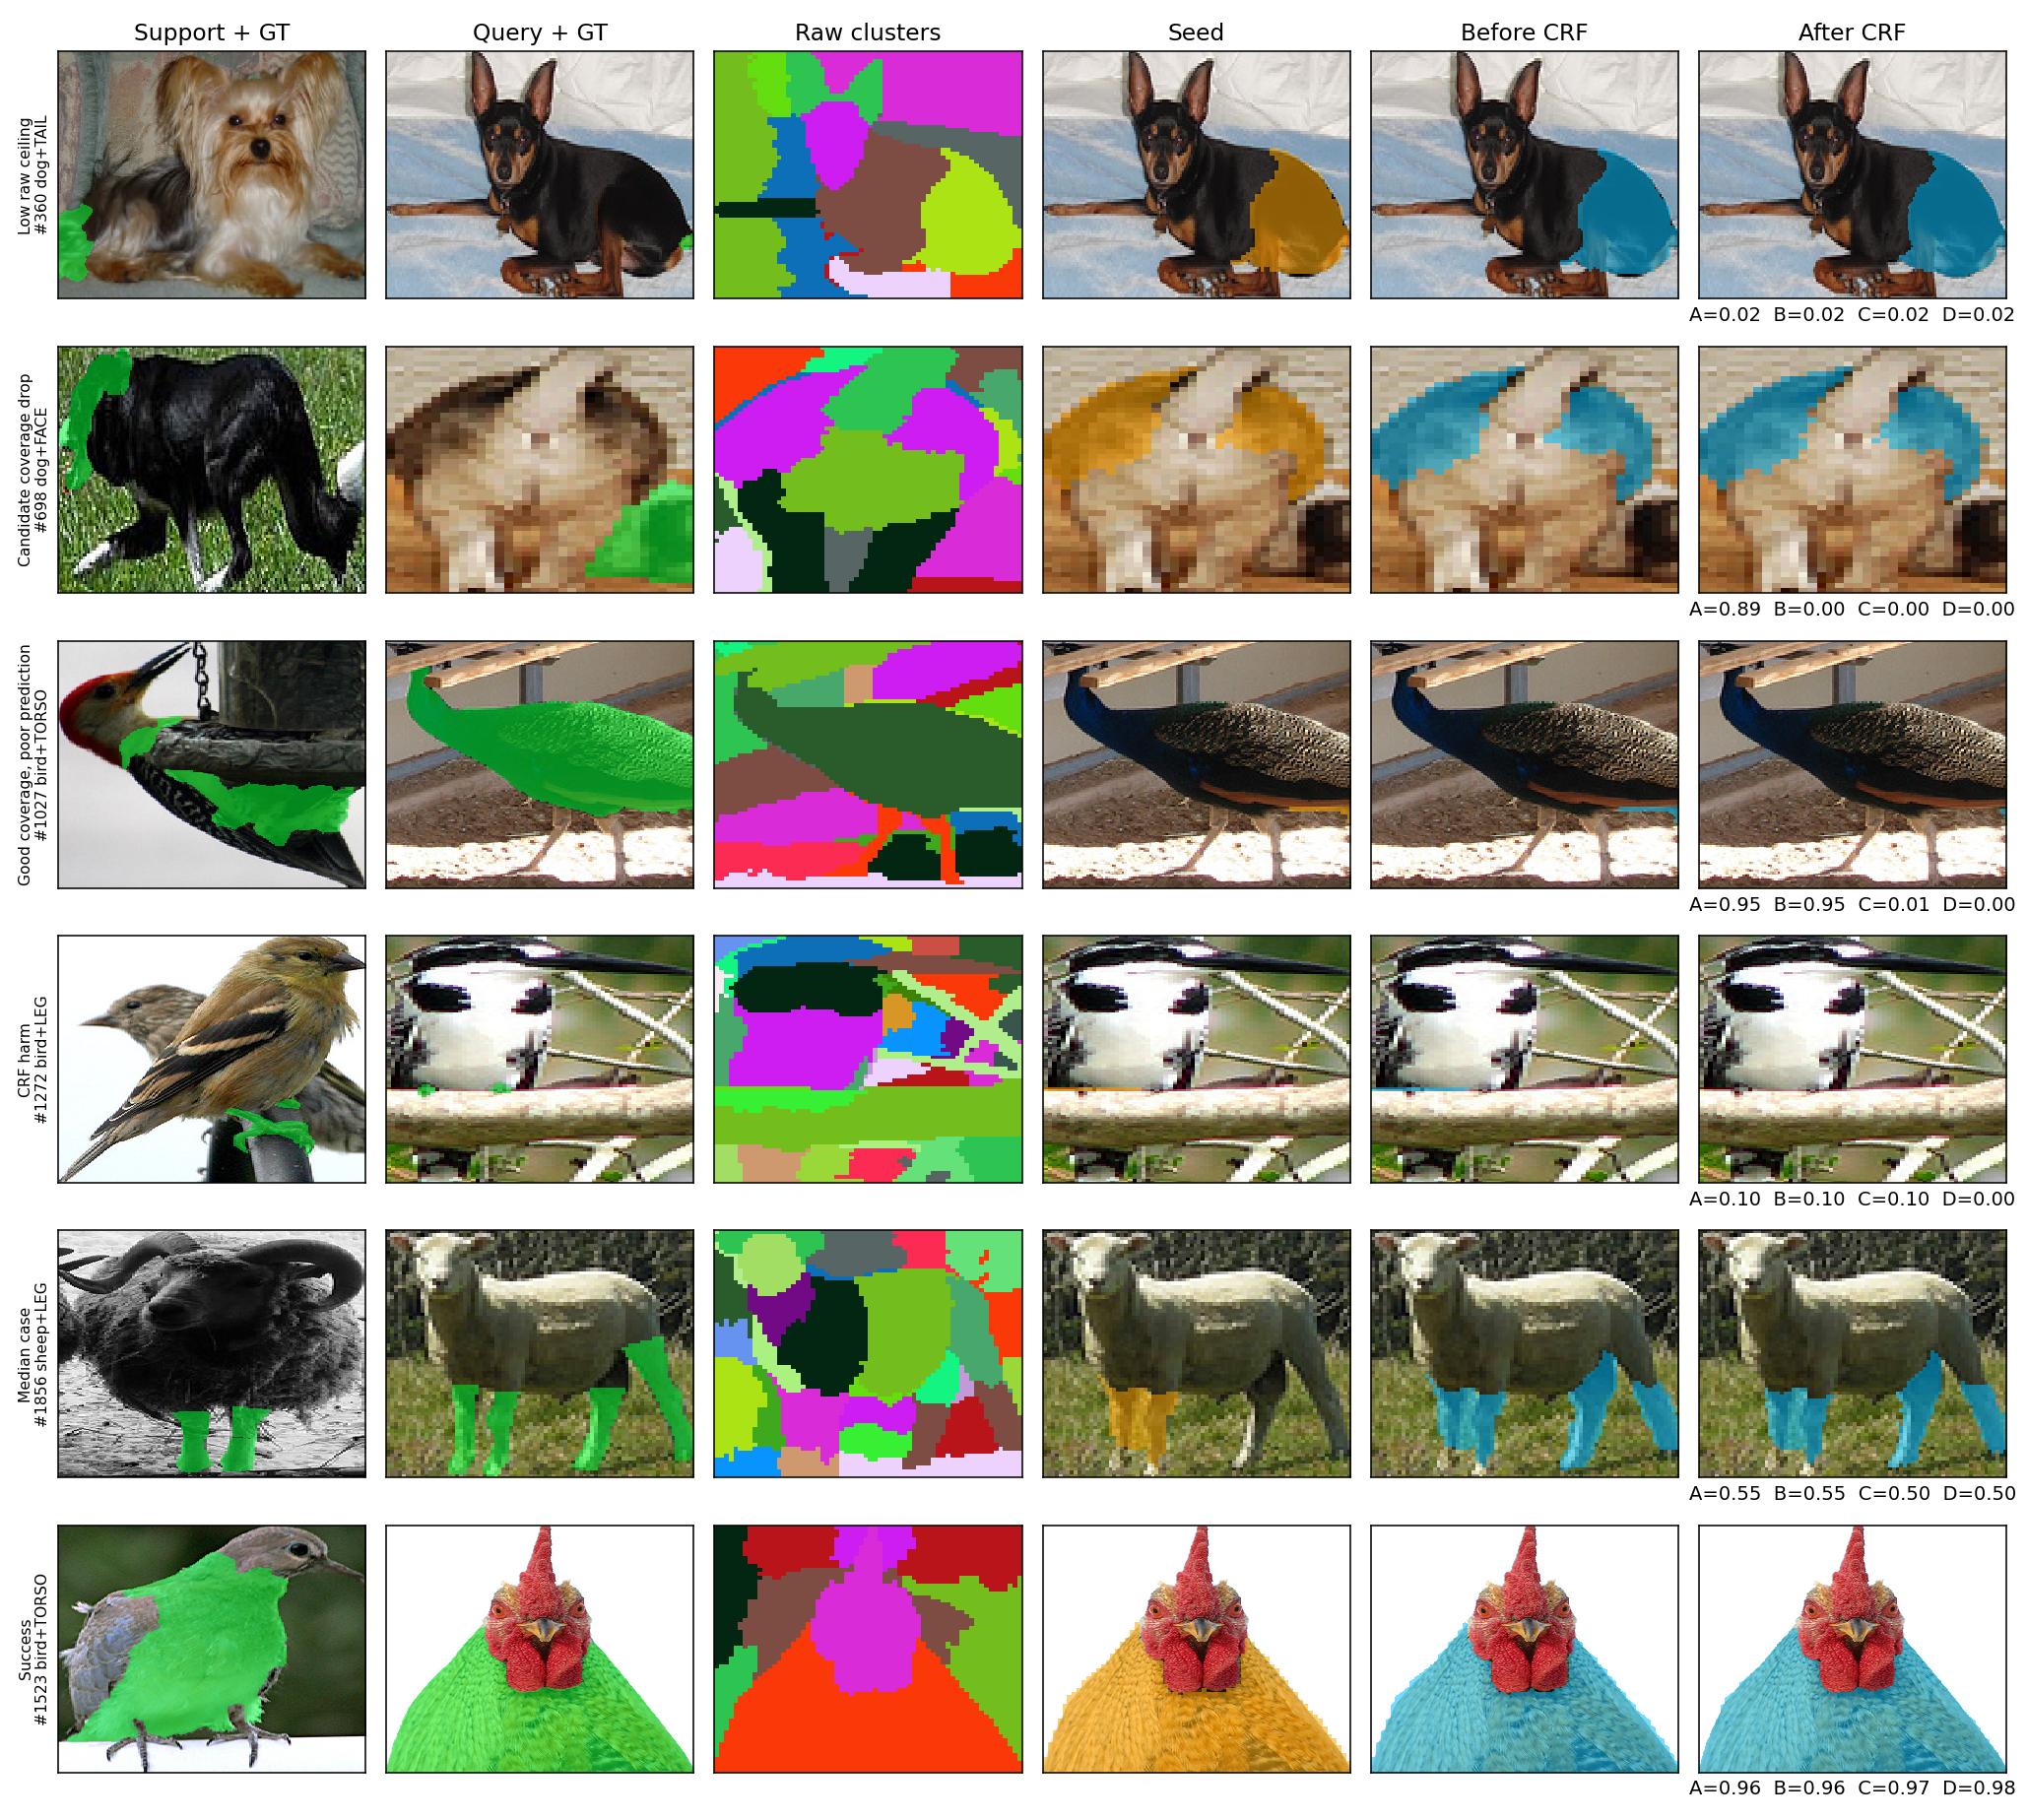 Support + GT
Query + GT
Raw clusters
Seed
Before CRF
After CRF
Low raw ceiling
#360 dog+TAIL
A=0.02 B=0.02 C=0.02 D=0.02
Candidate coverage drop
#698 dog+FACE
A=0.89 B=0.00 C=0.00 D=0.00
Good coverage, poor prediction
#1027 bird+TORSO
A=0.95 B=0.95 C=0.01 D=0.00
CRF harm
#1272 bird+LEG
A=0.10 B=0.10 C=0.10 D=0.00
Median case
#1856 sheep+LEG
A=0.55 B=0.55 C=0.50 D=0.50
Success
#1523 bird+TORSO
A=0.96 B=0.96 C=0.97 D=0.98